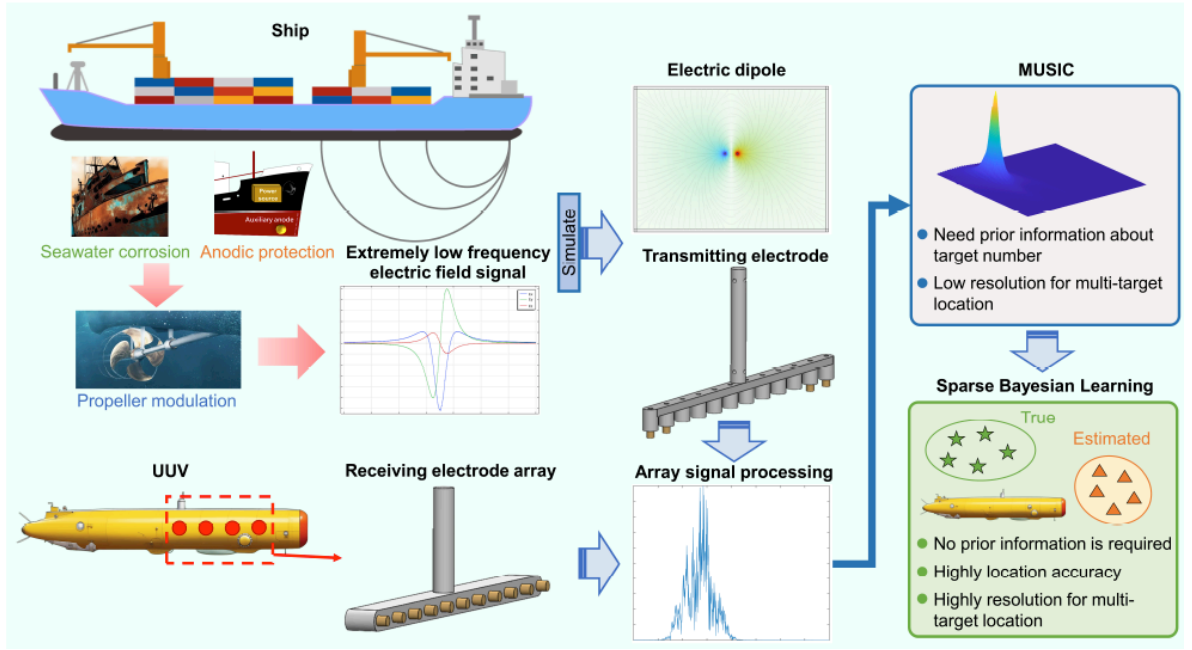 Ship
Seawater corrosion
Power
source
Auxiliary anode
Anodic protection
Propeller modulation
Extremely low frequency
electric field signal
Simulate
Electric dipole
Transmitting electrode
UUV
Receiving electrode array
Array signal processing
MUSIC
Need prior information about
target number
Low resolution for multi-target
location
Sparse Bayesian Learning
True
Estimated
No prior information is required
Highly location accuracy
Highly resolution for multi-
target location